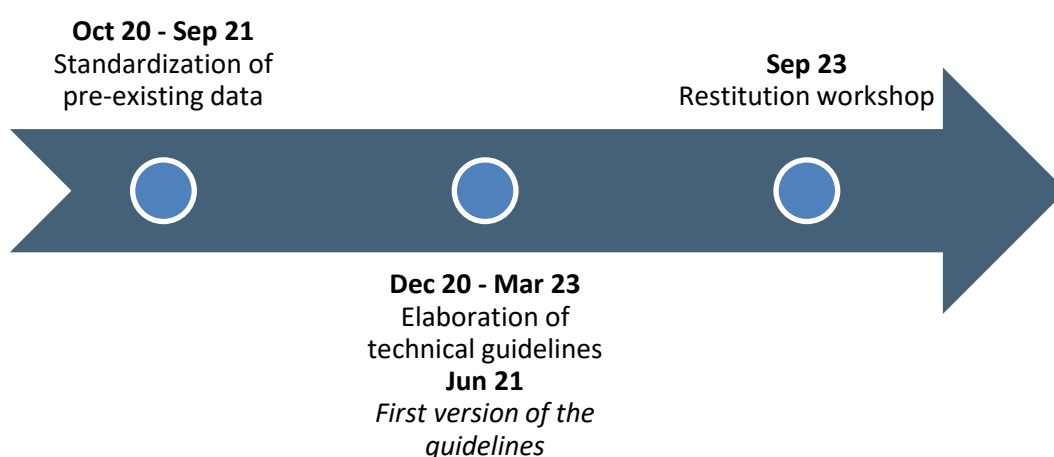 Oct 20 - Sep 21
Standardization of
pre-existing data
Sep 23
Restitution workshop
Dec 20 - Mar 23
Elaboration of
technical guidelines
Jun 21
First version of the
guidelines